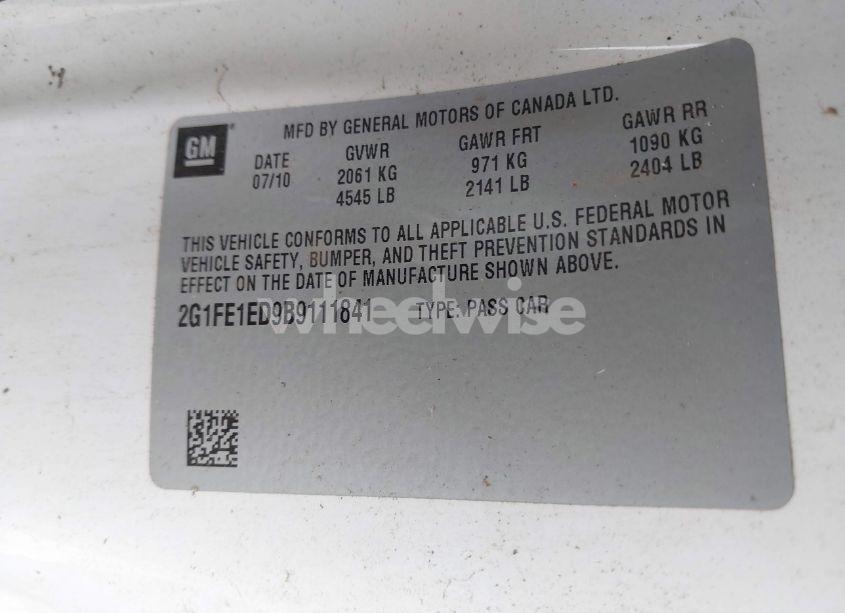 MFD BY GENERAL MOTORS OF CANADA LTD.
GM
DATE GVWR GAWR FRT GAWR RR
07/10 2061 KG 971 KG 1090 KG
4545 LB 2141 LB 2404 LB
THIS VEHICLE CONFORMS TO ALL APPLICABLE U.S. FEDERAL MOTOR
VEHICLE SAFETY, BUMPER, AND THEFT PREVENTION STANDARDS IN
EFFECT ON THE DATE OF MANUFACTURE SHOWN ABOVE.
2G1FE1ED9B9111841 TYPE: PASS CAR
wheelwise